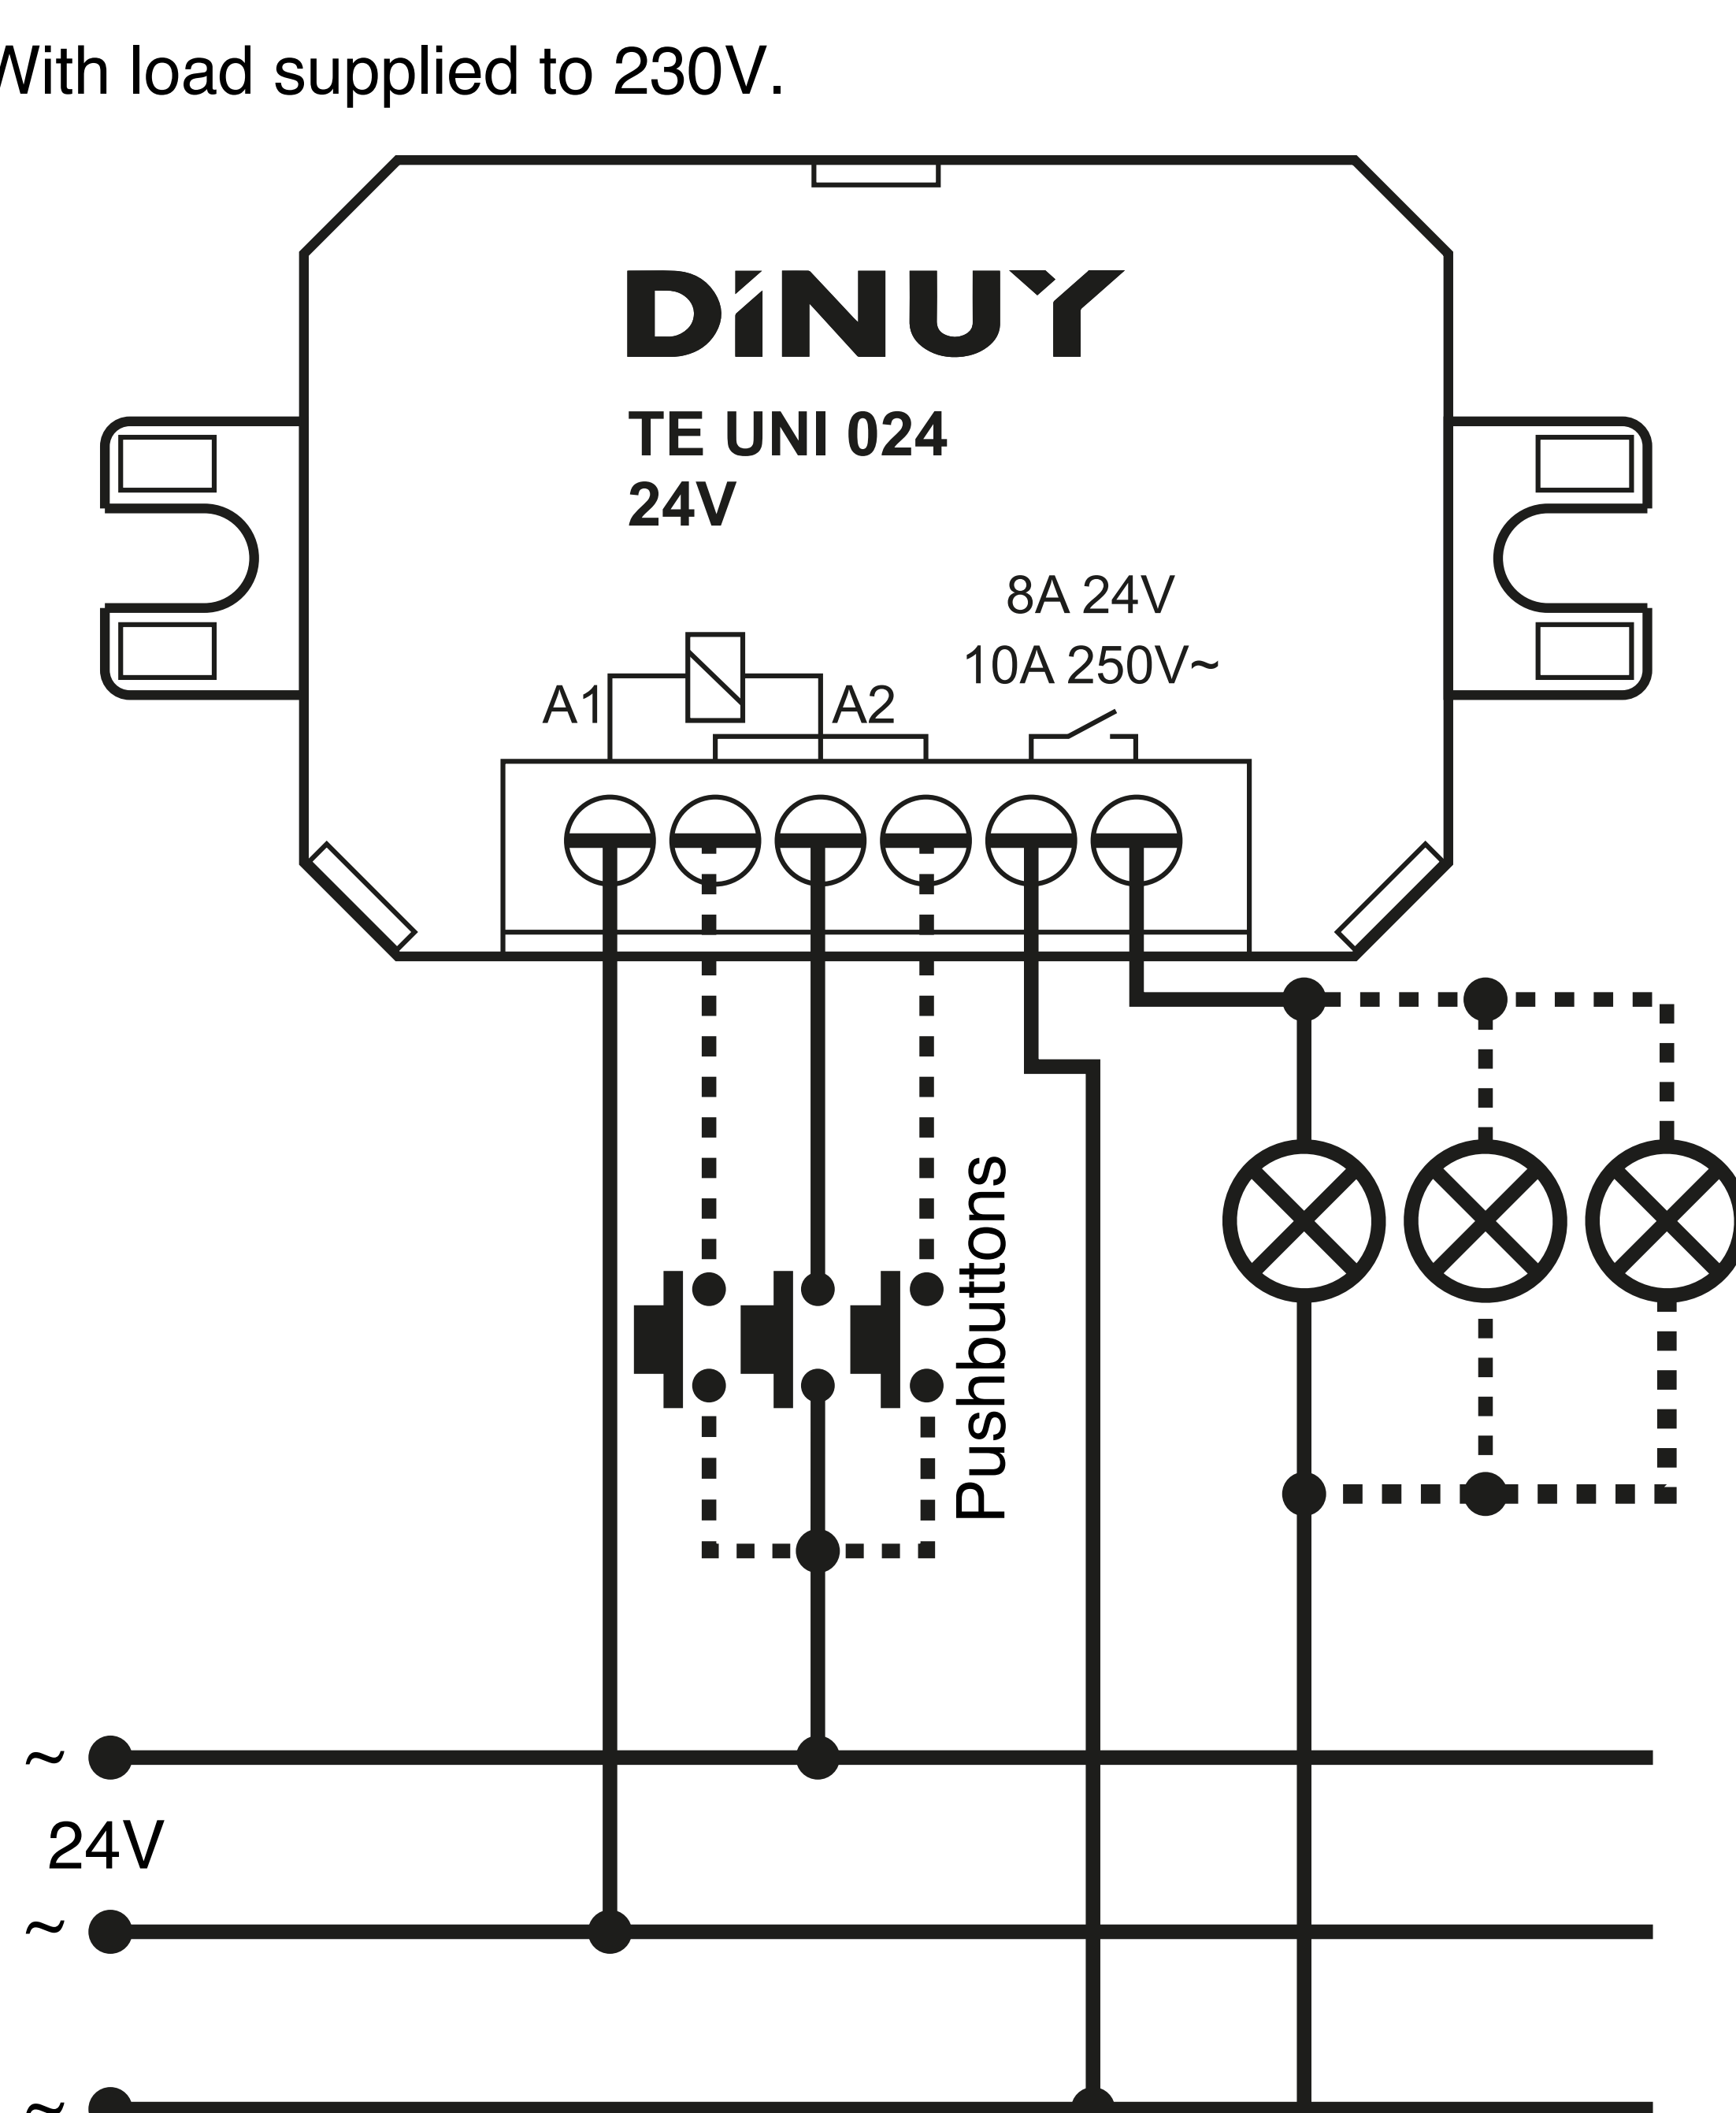 With load supplied to 230V.
DiNUY
TE UNI 024
24V
8A 24V
10A 250V~
A1
A2
Pushbuttons
~
24V
~
~